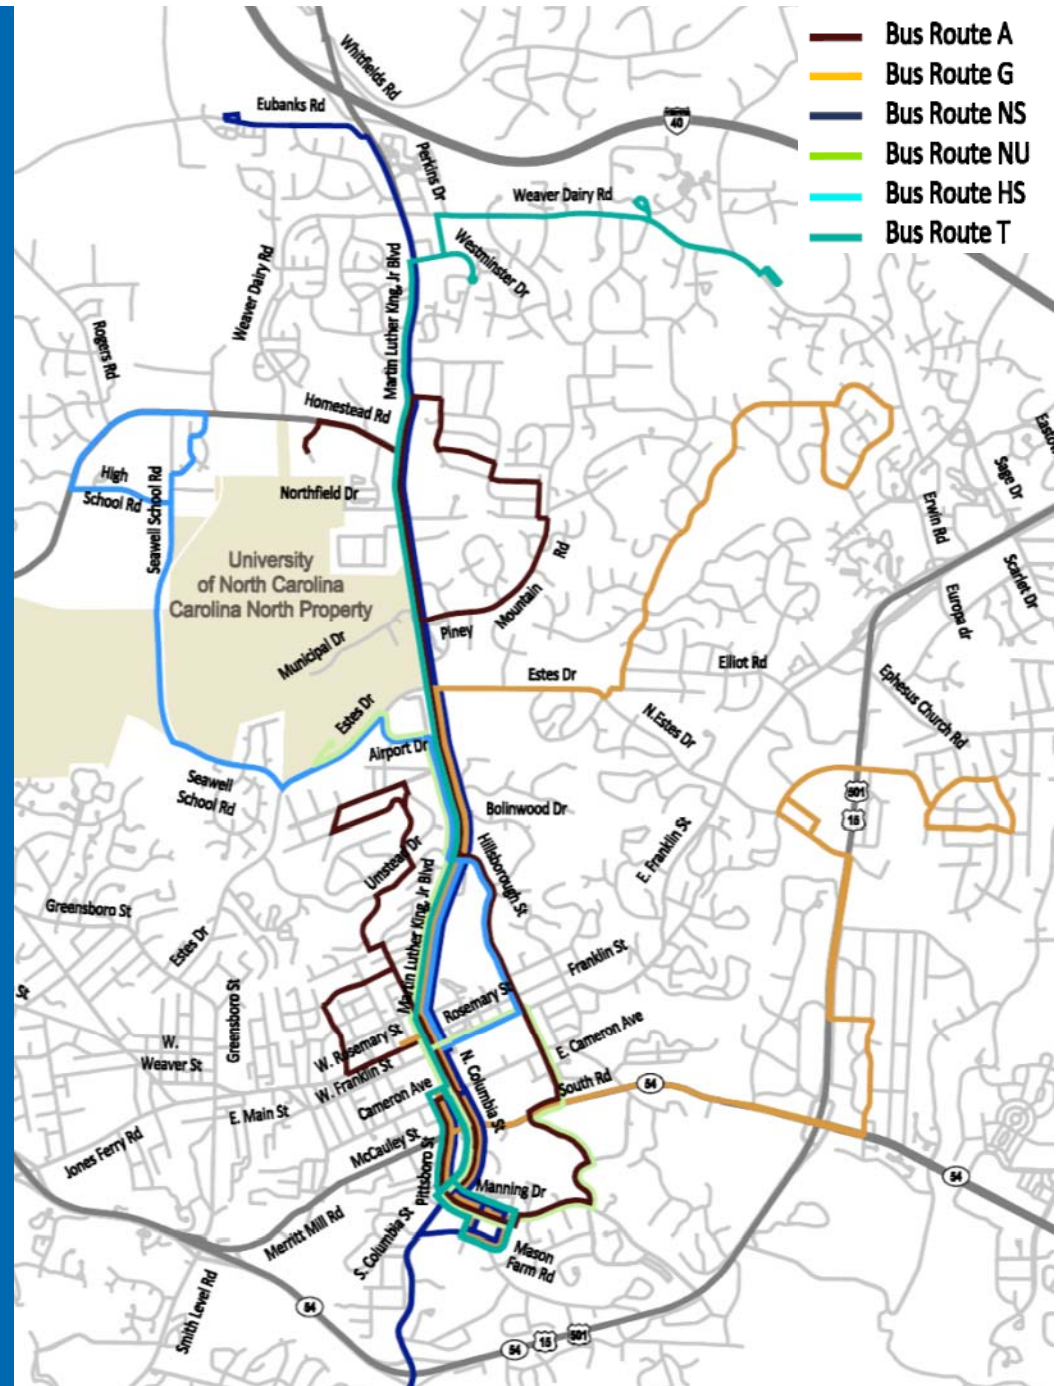 Bus Route A
Bus Route G
Bus Route NS
Bus Route NU
Bus Route HS
Bus Route T
Whitfields Rd
Eubanks Rd
40
Perkins Dr
Weaver Dairy Rd
Westminster Dr
Weaver Dairy Rd
Martin Luther King, Jr Blvd
Rogers Rd
Homestead Rd
High
School Rd
Seawell School Rd
Northfield Dr
University
of North Carolina
Carolina North Property
Sage Dr
Erwin Rd
Scarlet Dr
Europa dr
Piney
Mountain
Rd
Municipal Dr
Estes Dr
Elliot Rd
Ephesus Church Rd
N.Estes Dr
Estes Dr
Airport Dr
Seawell
School Rd
501
15
Bolinwood Dr
Hillsborough St
E. Franklin St
Umstead Dr
Martin Luther King, Jr Blvd
Greensboro St
Estes Dr
Franklin St
Greensboro St
St
Rosemary St
E. Cameron Ave
W. Rosemary St
W.
Weaver St
W. Franklin St
N. Columbia St
Cameron Ave
South Rd
54
E. Main St
McCauley St
Jones Ferry Rd
Pittsboro St
Manning Dr
54
Merritt Mill Rd
S. Columbia St
Mason
Farm Rd
Smith Level Rd
54
54
15
501